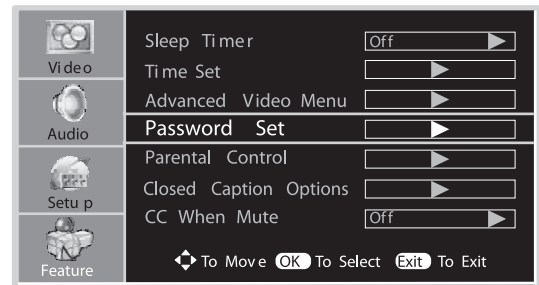 Video
Audio
Setup
Feature
Sleep Timer Off
Time Set
Advanced Video Menu
Password Set
Parental Control
Closed Caption Options
CC When Mute Off
To Move OK To Select Exit To Exit